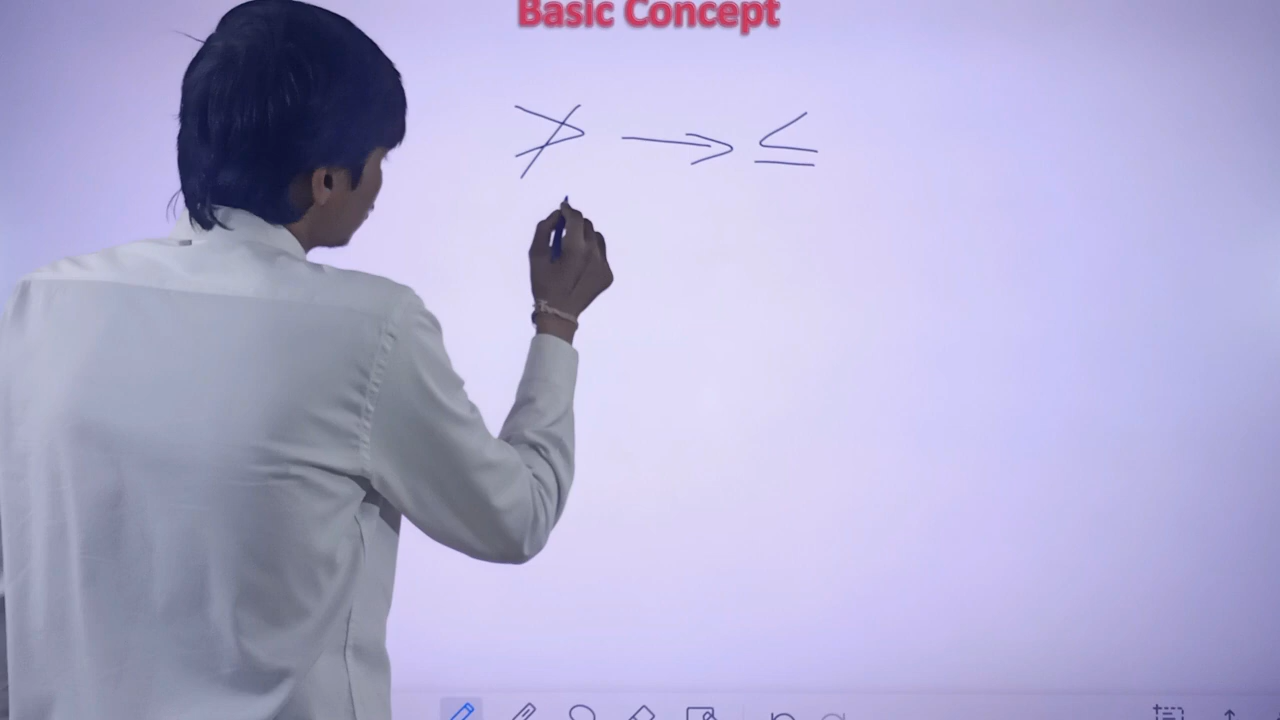 Basic Concept
≯ → ≤